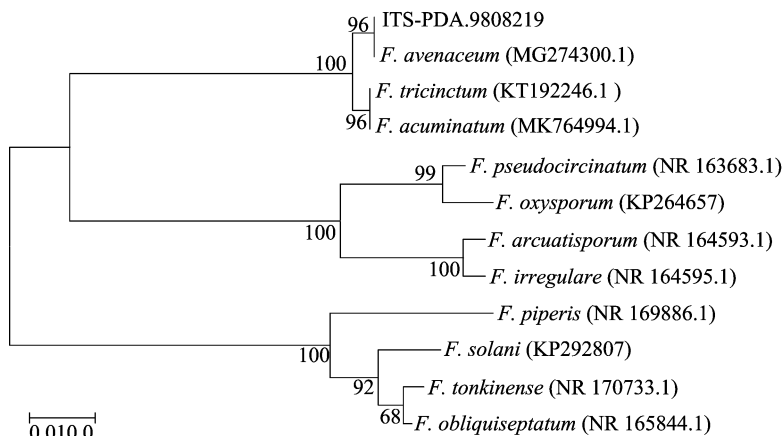 96
ITS-PDA.9808219
F. avenaceum (MG274300.1)
100
F. tricinctum (KT192246.1 )
96
F. acuminatum (MK764994.1)
F. pseudocircinatum (NR 163683.1)
99
F. oxysporum (KP264657)
100
F. arcuatisporum (NR 164593.1)
100
F. irregulare (NR 164595.1)
F. piperis (NR 169886.1)
100
F. solani (KP292807)
92
F. tonkinense (NR 170733.1)
68
F. obliquiseptatum (NR 165844.1)
0.010.0